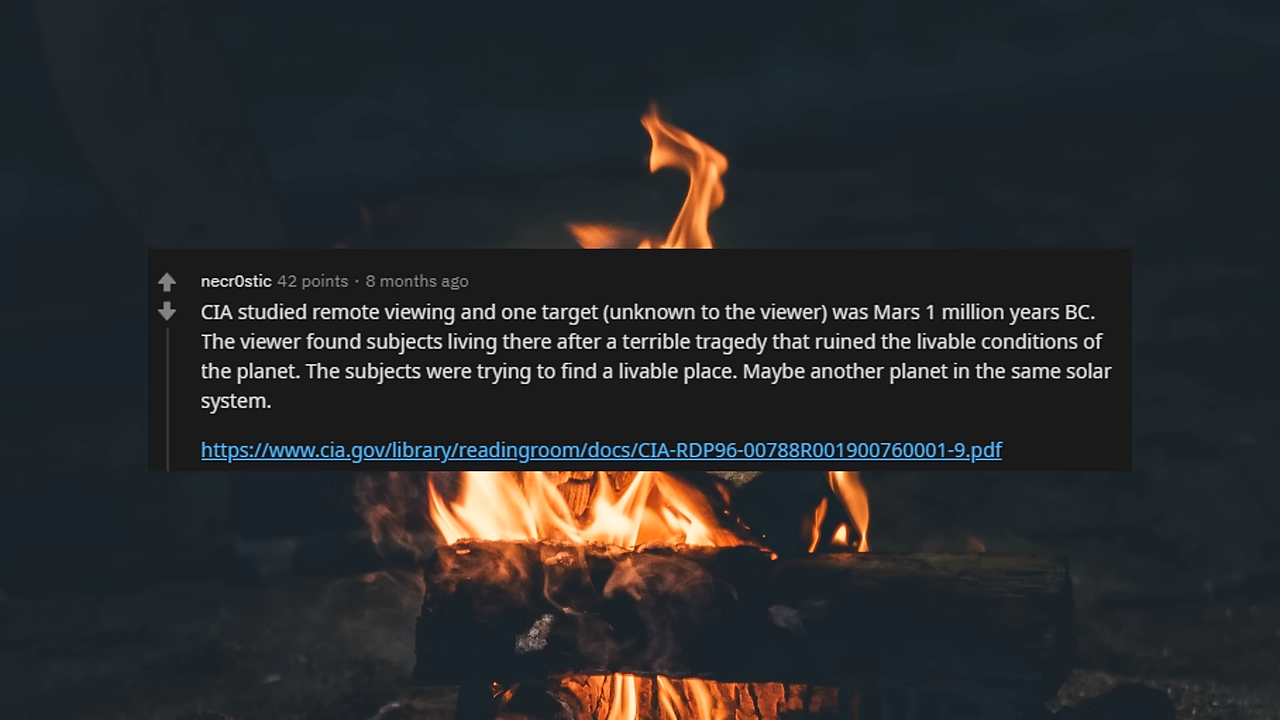 necr0stic 42 points · 8 months ago
CIA studied remote viewing and one target (unknown to the viewer) was Mars 1 million years BC.
The viewer found subjects living there after a terrible tragedy that ruined the livable conditions of
the planet. The subjects were trying to find a livable place. Maybe another planet in the same solar
system.
https://www.cia.gov/library/readingroom/docs/CIA-RDP96-00788R001900760001-9.pdf